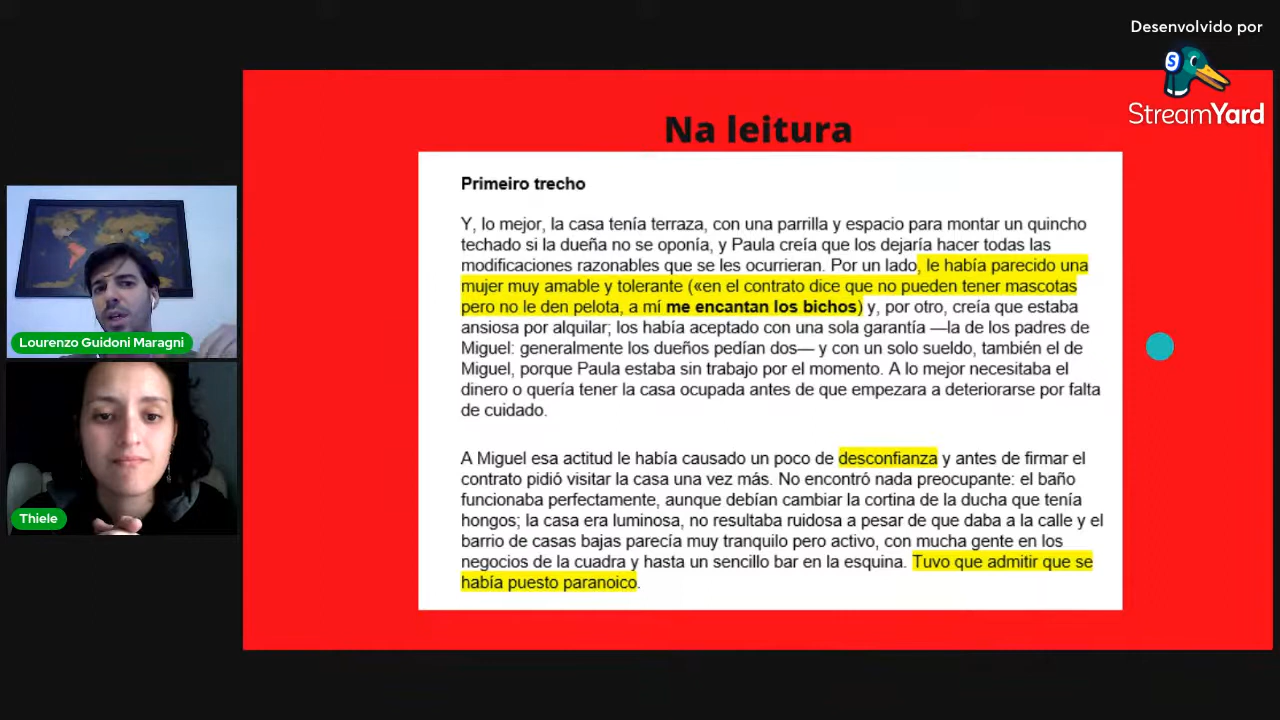 Desenvolvido por
StreamYard
Na leitura
Primeiro trecho
Y, lo mejor, la casa tenía terraza, con una parrilla y espacio para montar un quincho
techado si la dueña no se oponía, y Paula creía que los dejaría hacer todas las
modificaciones razonables que se les ocurrieran. Por un lado, le había parecido una
mujer muy amable y tolerante («en el contrato dice que no pueden tener mascotas
pero no le den pelota, a mí me encantan los bichos) y, por otro, creía que estaba
ansiosa por alquilar; los había aceptado con una sola garantía —la de los padres de
Miguel: generalmente los dueños pedían dos— y con un solo sueldo, también el de
Miguel, porque Paula estaba sin trabajo por el momento. A lo mejor necesitaba el
dinero o quería tener la casa ocupada antes de que empezara a deteriorarse por falta
de cuidado.
A Miguel esa actitud le había causado un poco de desconfianza y antes de firmar el
contrato pidió visitar la casa una vez más. No encontró nada preocupante: el baño
funcionaba perfectamente, aunque debían cambiar la cortina de la ducha que tenía
hongos; la casa era luminosa, no resultaba ruidosa a pesar de que daba a la calle y el
barrio de casas bajas parecía muy tranquilo pero activo, con mucha gente en los
negocios de la cuadra y hasta un sencillo bar en la esquina. Tuvo que admitir que se
había puesto paranoico.
Lourenzo Guidoni Maragni
Thiele